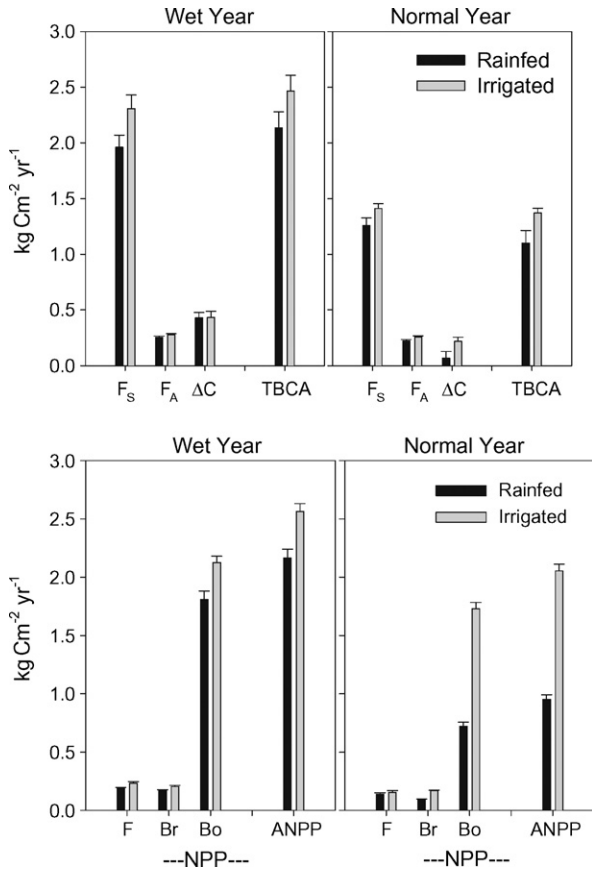 Wet Year Normal Year
3.0
2.5
2.0
1.5
1.0
0.5
0.0
kg Cm⁻² yr⁻¹
Rainfed
Irrigated
F_S F_A ΔC TBCA F_S F_A ΔC TBCA
Wet Year Normal Year
3.0
2.5
2.0
1.5
1.0
0.5
0.0
kg Cm⁻² yr⁻¹
Rainfed
Irrigated
F Br Bo ANPP F Br Bo ANPP
---NPP--- ---NPP---